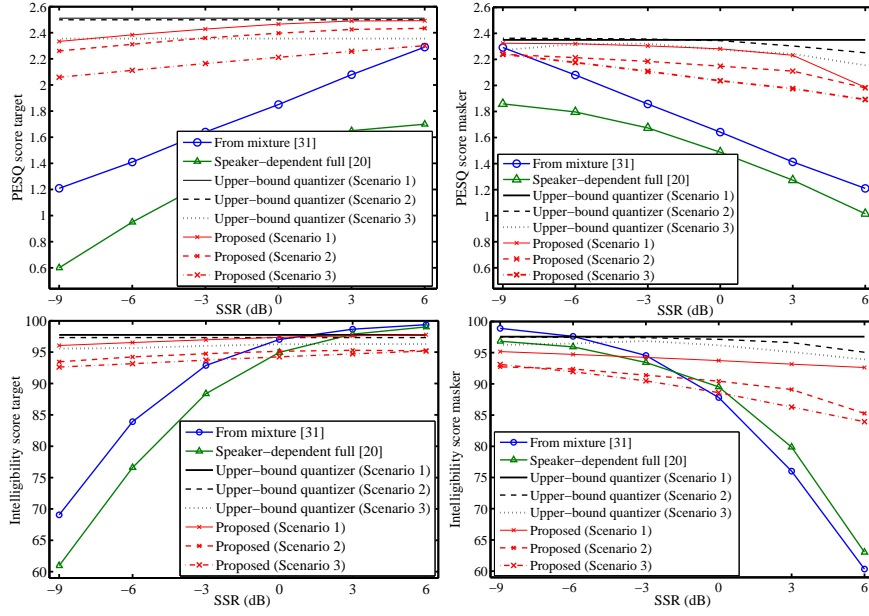 2.6
2.4
2.2
2
1.8
1.6
1.4
1.2
1
0.8
0.6
PESQ score target
−9 −6 −3 0 3 6
SSR (dB)
From mixture [31]
Speaker−dependent full [20]
Upper−bound quantizer (Scenario 1)
Upper−bound quantizer (Scenario 2)
Upper−bound quantizer (Scenario 3)
Proposed (Scenario 1)
Proposed (Scenario 2)
Proposed (Scenario 3)
2.6
2.4
2.2
2
1.8
1.6
1.4
1.2
1
0.8
0.6
PESQ score masker
−9 −6 −3 0 3 6
SSR (dB)
From mixture [31]
Speaker−dependent full [20]
Upper−bound quantizer (Scenario 1)
Upper−bound quantizer (Scenario 2)
Upper−bound quantizer (Scenario 3)
Proposed (Scenario 1)
Proposed (Scenario 2)
Proposed (Scenario 3)
100
95
90
85
80
75
70
65
60
Intelligibility score target
−9 −6 −3 0 3 6
SSR (dB)
From mixture [31]
Speaker−dependent full [20]
Upper−bound quantizer (Scenario 1)
Upper−bound quantizer (Scenario 2)
Upper−bound quantizer (Scenario 3)
Proposed (Scenario 1)
Proposed (Scenario 2)
Proposed (Scenario 3)
100
95
90
85
80
75
70
65
60
Intelligibility score masker
−9 −6 −3 0 3 6
SSR (dB)
From mixture [31]
Speaker−dependent full [20]
Upper−bound quantizer (Scenario 1)
Upper−bound quantizer (Scenario 2)
Upper−bound quantizer (Scenario 3)
Proposed (Scenario 1)
Proposed (Scenario 2)
Proposed (Scenario 3)